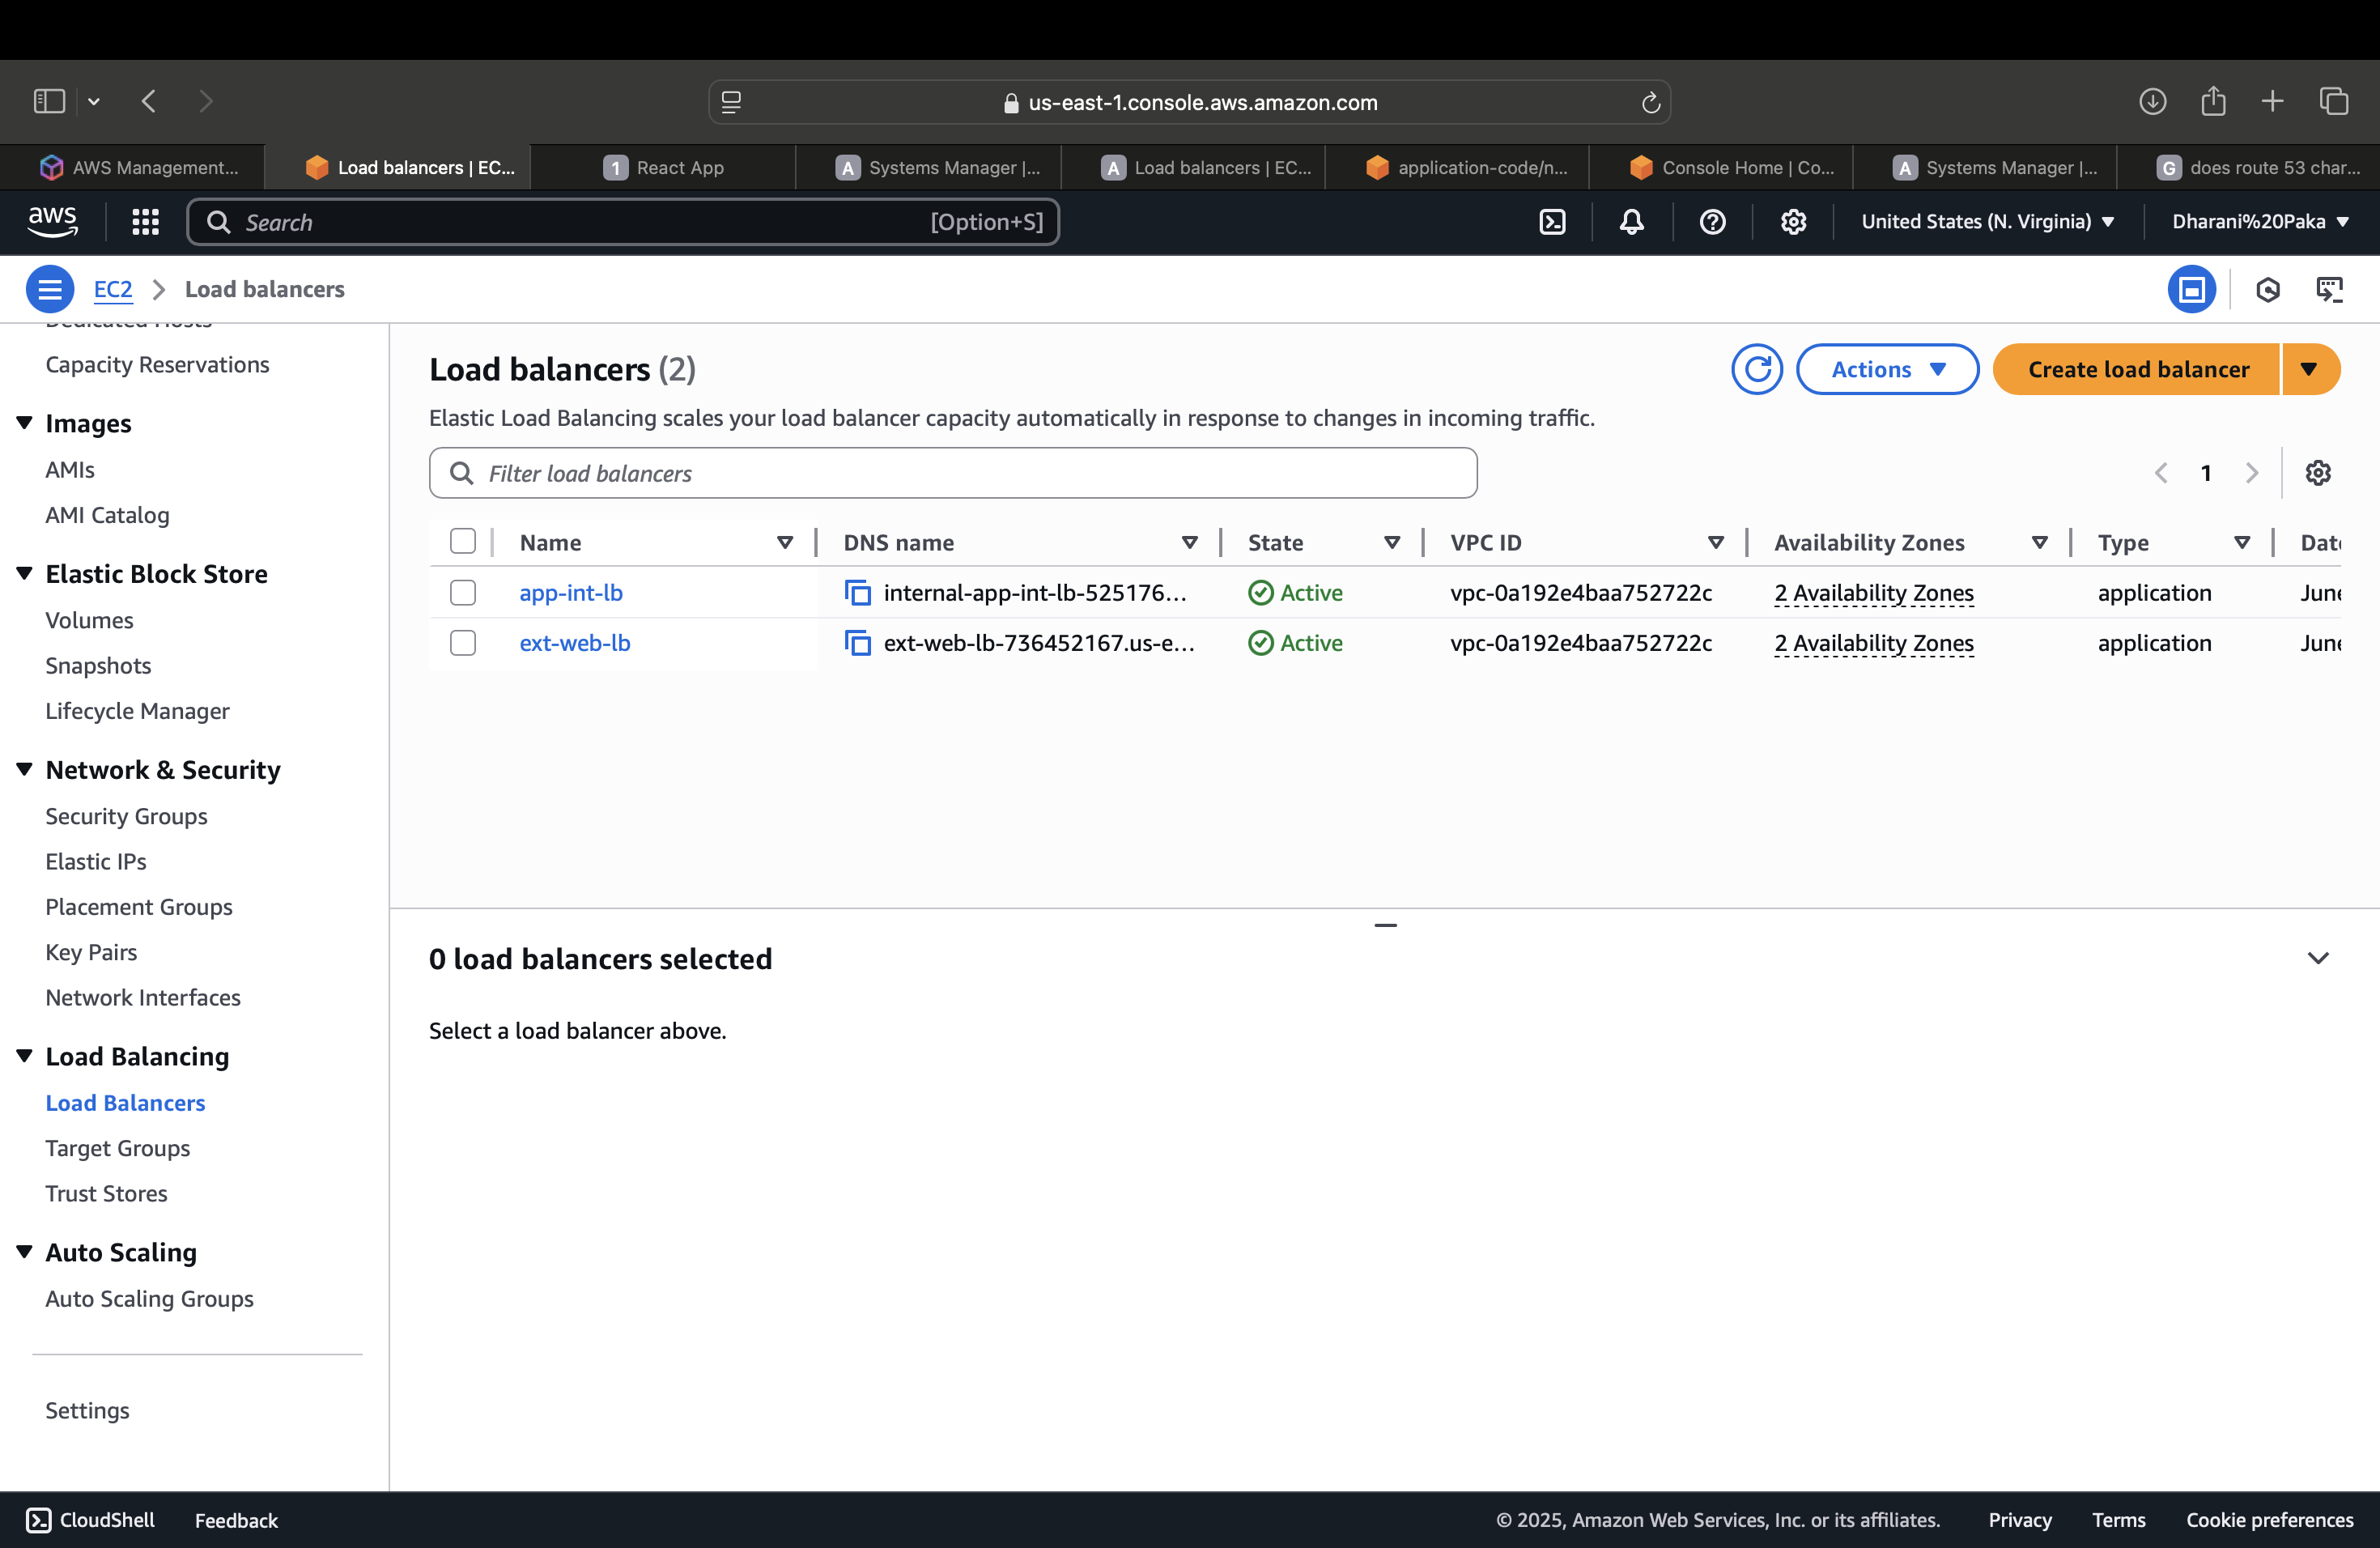 us-east-1.console.aws.amazon.com
AWS Management...
Load balancers | EC...
1 React App
A Systems Manager |...
A Load balancers | EC...
application-code/n...
Console Home | Co...
A Systems Manager |...
G does route 53 char...
aws
Search [Option+S]
United States (N. Virginia)
Dharani%20Paka
EC2 > Load balancers
Dedicated Hosts
Capacity Reservations
Images
AMIs
AMI Catalog
Elastic Block Store
Volumes
Snapshots
Lifecycle Manager
Network & Security
Security Groups
Elastic IPs
Placement Groups
Key Pairs
Network Interfaces
Load Balancing
Load Balancers
Target Groups
Trust Stores
Auto Scaling
Auto Scaling Groups
Settings
Load balancers (2)
Actions
Create load balancer
Elastic Load Balancing scales your load balancer capacity automatically in response to changes in incoming traffic.
Filter load balancers
1
Name DNS name State VPC ID Availability Zones Type Date
app-int-lb internal-app-int-lb-525176... Active vpc-0a192e4baa752722c 2 Availability Zones application June
ext-web-lb ext-web-lb-736452167.us-e... Active vpc-0a192e4baa752722c 2 Availability Zones application June
0 load balancers selected
Select a load balancer above.
CloudShell Feedback
© 2025, Amazon Web Services, Inc. or its affiliates. Privacy Terms Cookie preferences